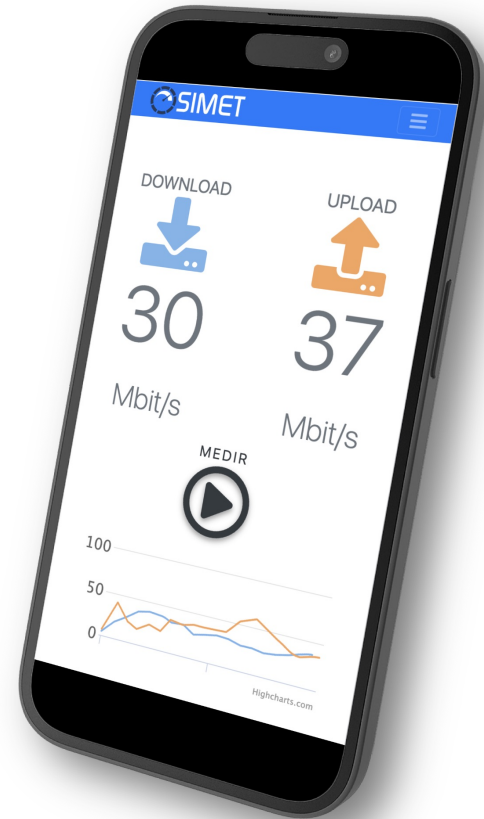 SIMET
DOWNLOAD
UPLOAD
30
37
Mbit/s
Mbit/s
MEDIR
100
50
0
Highcharts.com